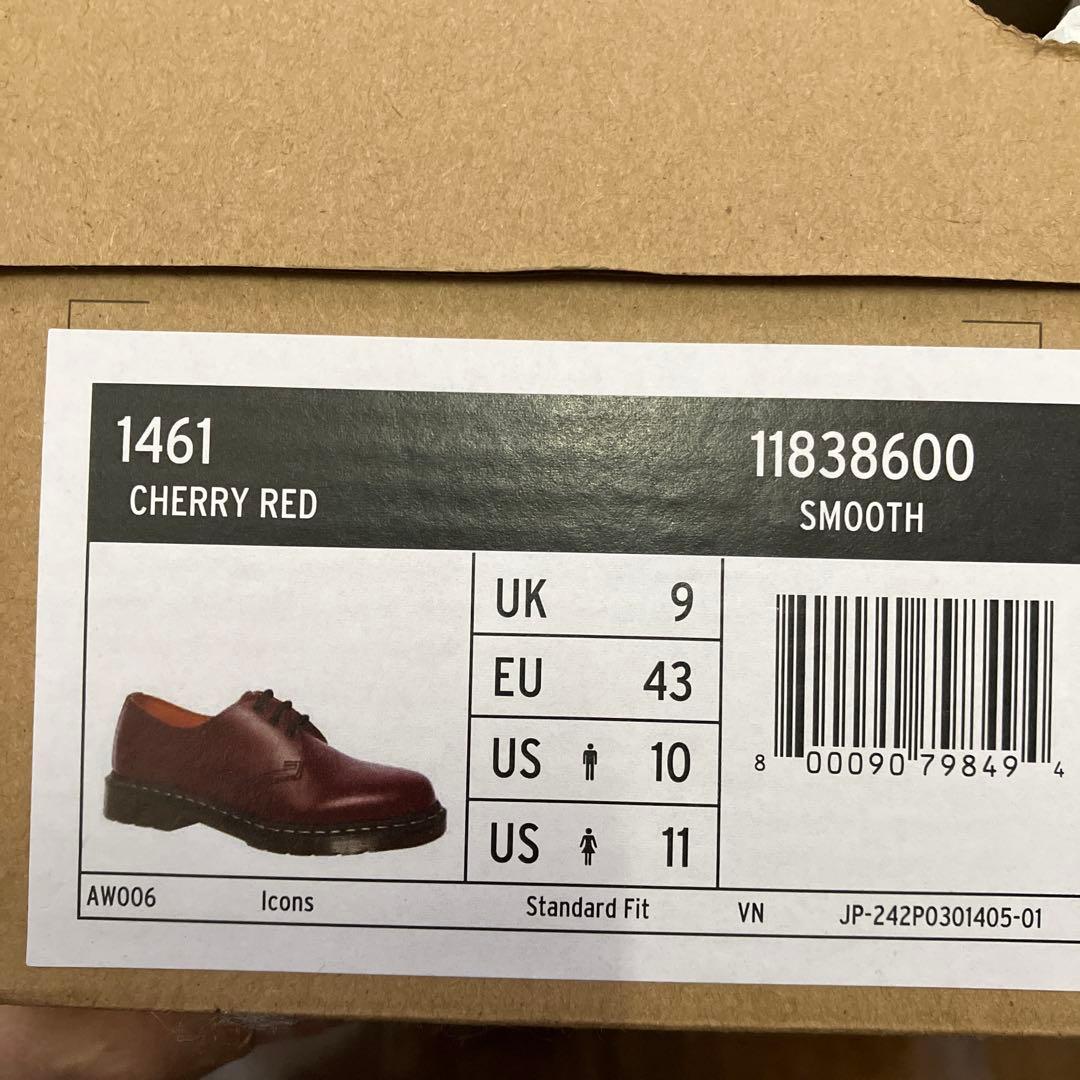 1461
CHERRY RED
11838600
SMOOTH
UK 9
EU 43
US 10
US 11
8 00090 79849 4
AW006 Icons Standard Fit VN JP-242P0301405-01